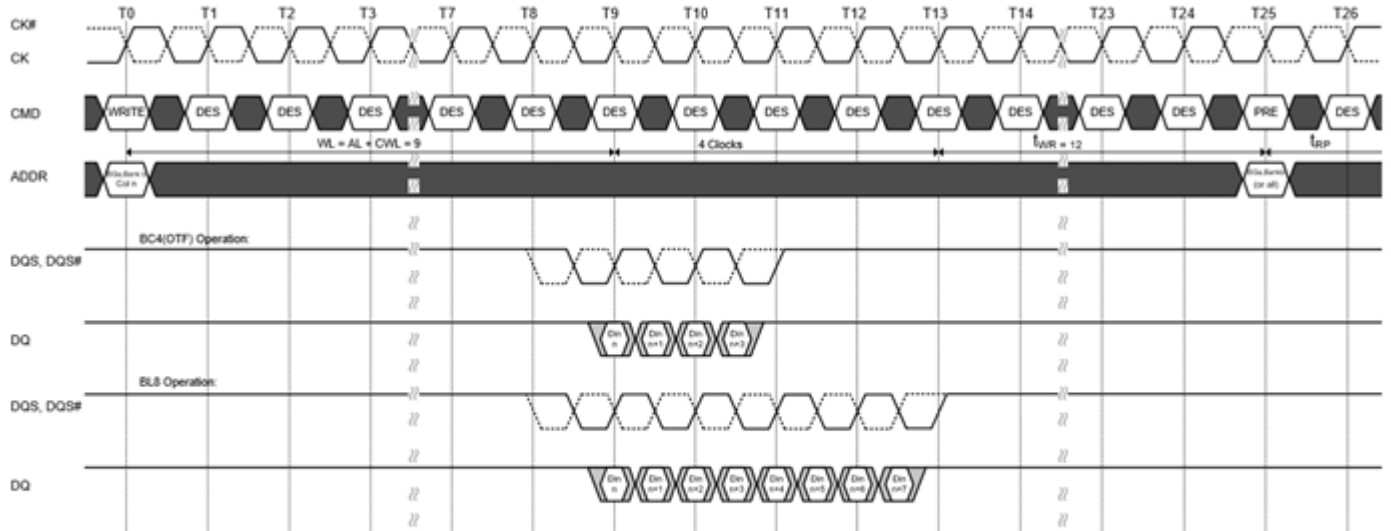 T0 T1 T2 T3 T7 T8 T9 T10 T11 T12 T13 T14 T23 T24 T25 T26
CK#
CK
CMD WRITE DES DES DES DES DES DES DES DES DES DES DES DES DES PRE DES
WL = AL + CWL = 9 4 Clocks tWR = 12 tRP
ADDR
Col n
(or all)
BC4(OTF) Operation:
DQS, DQS#
DQ
Din Din Din Din
n n+1 n+2 n+3
BL8 Operation:
DQS, DQS#
DQ
Din Din Din Din Din Din Din Din
n n+1 n+2 n+3 n+4 n+5 n+6 n+7